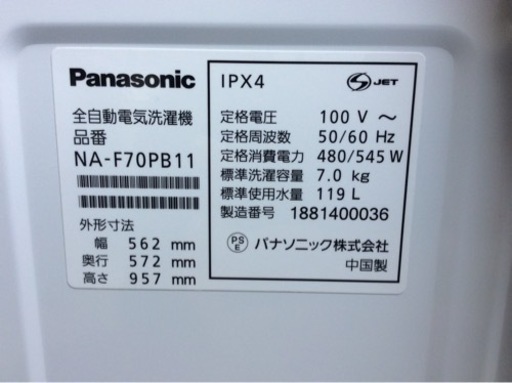 Panasonic
全自動電気洗濯機
品番
NA-F70PB11
外形寸法
幅 562 mm
奥行 572 mm
高さ 957 mm
IPX4
S JET
定格電圧 100 V ～
定格周波数 50/60 Hz
定格消費電力 480/545 W
標準洗濯容量 7.0 kg
標準使用水量 119 L
製造番号 1881400036
PS E パナソニック株式会社
中国製